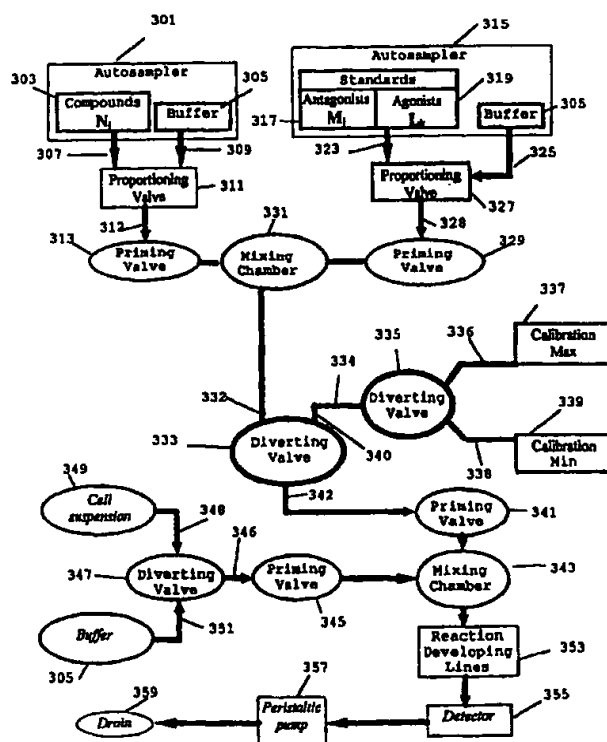 301
315
303
Autosampler
305
Autosampler
Standards
319
Compounds
N
Buffer
Antagonists
M
Agonists
L
Buffer
305
317
307
309
323
325
Proportioning
Valve
311
Proportioning
Valve
327
312
331
328
313
Priming
Valve
Mixing
Chamber
Priming
Valve
329
337
336
335
Calibration
Max
334
332
Diverting
Valve
339
333
Diverting
Valve
340
338
Calibration
Min
349
342
Cell
suspension
348
346
Priming
Valve
341
347
Diverting
Valve
Priming
Valve
Mixing
Chamber
343
345
Buffer
351
305
Reaction
Developing
Lines
353
357
359
Drain
Peristaltic
pump
Detector
355